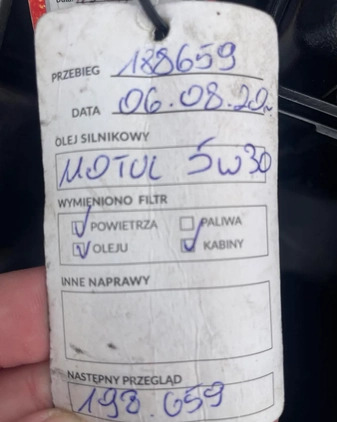 PRZEBIEG 188659
DATA 06.08.20
OLEJ SILNIKOWY
MOTUL 5W30
WYMIENIONO FILTR
POWIETRZA PALIWA
OLEJU KABINY
INNE NAPRAWY
NASTĘPNY PRZEGLĄD
198.659